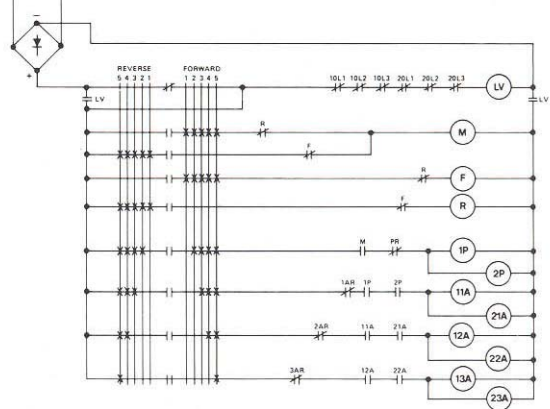 −
+
REVERSE FORWARD
5 4 3 2 1 1 2 3 4 5
10L1 10L2 10L3 20L1 20L2 20L3
LV
LV LV
R
M
F
R
F
F
R
M PR
1P
2P
1AR 1P 2P
11A
21A
2AR 11A 21A
12A
22A
3AR 12A 22A
13A
23A